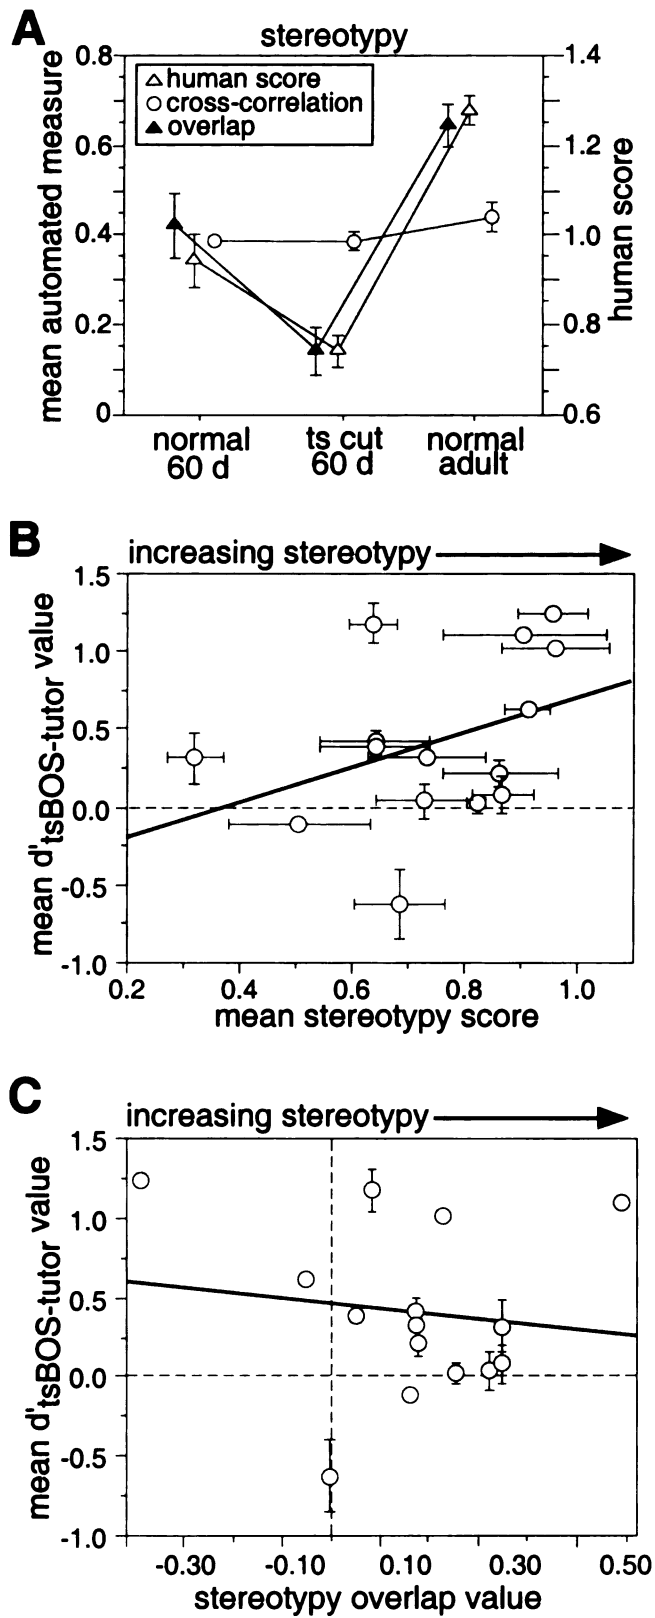 A
stereotypy
0.8
0.6
0.4
0.2
0
mean automated measure
human score
cross-correlation
overlap
1.4
1.2
1.0
0.8
0.6
human score
normal 60 d
ts cut 60 d
normal adult
B
increasing stereotypy
1.5
1.0
0.5
0.0
-0.5
-1.0
mean d'tsBOS-tutor value
0.2 0.4 0.6 0.8 1.0
mean stereotypy score
C
increasing stereotypy
1.5
1.0
0.5
0.0
-0.5
-1.0
mean d'tsBOS-tutor value
-0.30 -0.10 0.10 0.30 0.50
stereotypy overlap value